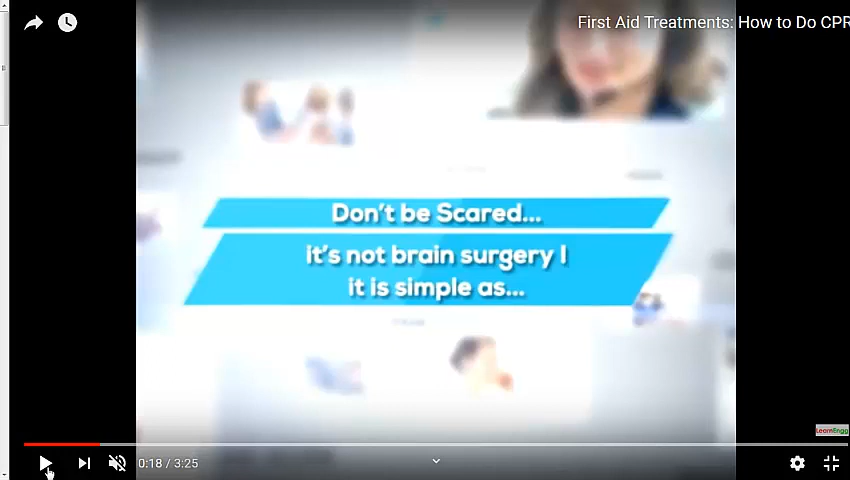 First Aid Treatments: How to Do CPR
Don't be Scared...
it's not brain surgery !
it is simple as...
LearnEngg
0:18 / 3:25